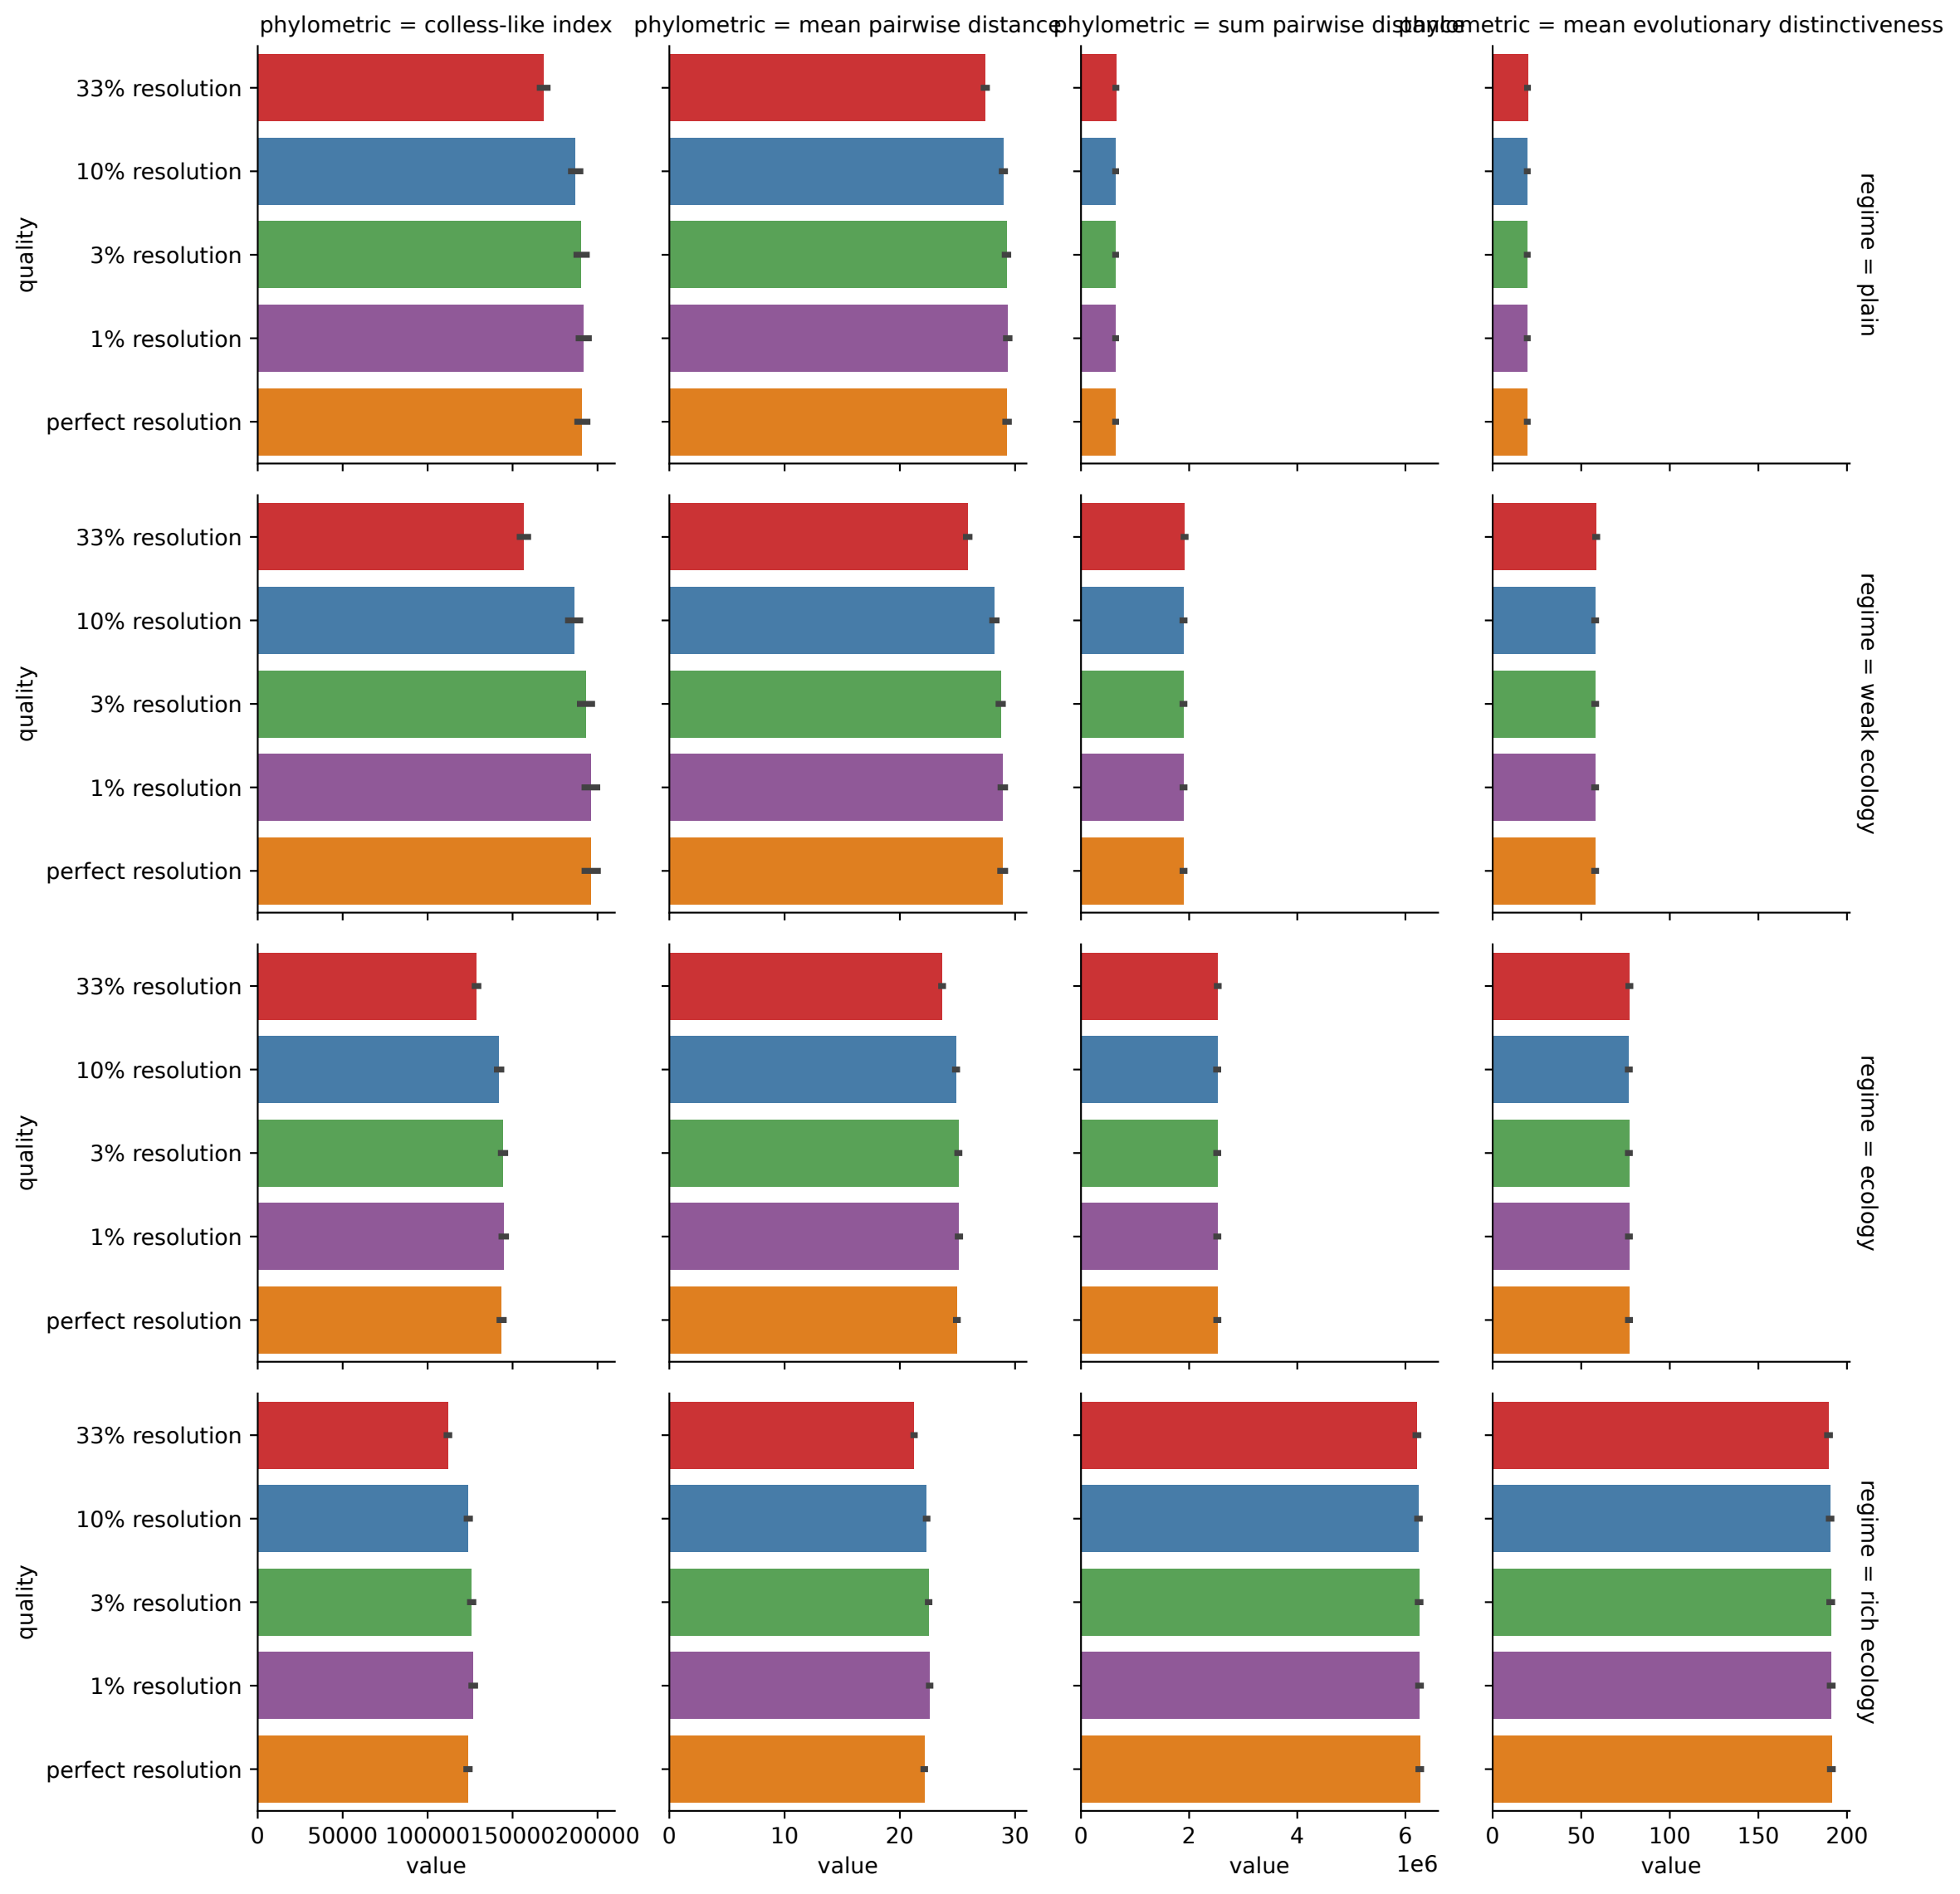 phylometric = colless-like index
phylometric = mean pairwise distance
phylometric = sum pairwise distance
phylometric = mean evolutionary distinctiveness
quality
33% resolution
10% resolution
3% resolution
1% resolution
perfect resolution
regime = plain
quality
33% resolution
10% resolution
3% resolution
1% resolution
perfect resolution
regime = weak ecology
quality
33% resolution
10% resolution
3% resolution
1% resolution
perfect resolution
regime = ecology
quality
33% resolution
10% resolution
3% resolution
1% resolution
perfect resolution
regime = rich ecology
0 50000 100000 150000 200000
value
0 10 20 30
value
0 2 4 6
1e6
value
0 50 100 150 200
value